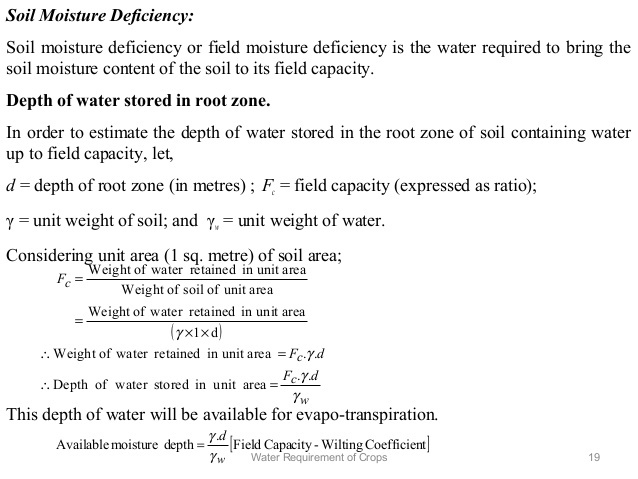 Soil Moisture Deficiency:
Soil moisture deficiency or field moisture deficiency is the water required to bring the
soil moisture content of the soil to its field capacity.
Depth of water stored in root zone.
In order to estimate the depth of water stored in the root zone of soil containing water
up to field capacity, let,
d = depth of root zone (in metres) ; F_c = field capacity (expressed as ratio);
γ = unit weight of soil; and γ_w = unit weight of water.
Considering unit area (1 sq. metre) of soil area;
F_C = Weight of water retained in unit area / Weight of soil of unit area
= Weight of water retained in unit area / (γ×1×d)
∴ Weight of water retained in unit area = F_C.γ.d
∴ Depth of water stored in unit area = F_C.γ.d / γ_w
This depth of water will be available for evapo-transpiration.
Available moisture depth = γ.d / γ_w [Field Capacity - Wilting Coefficient]
Water Requirement of Crops
19